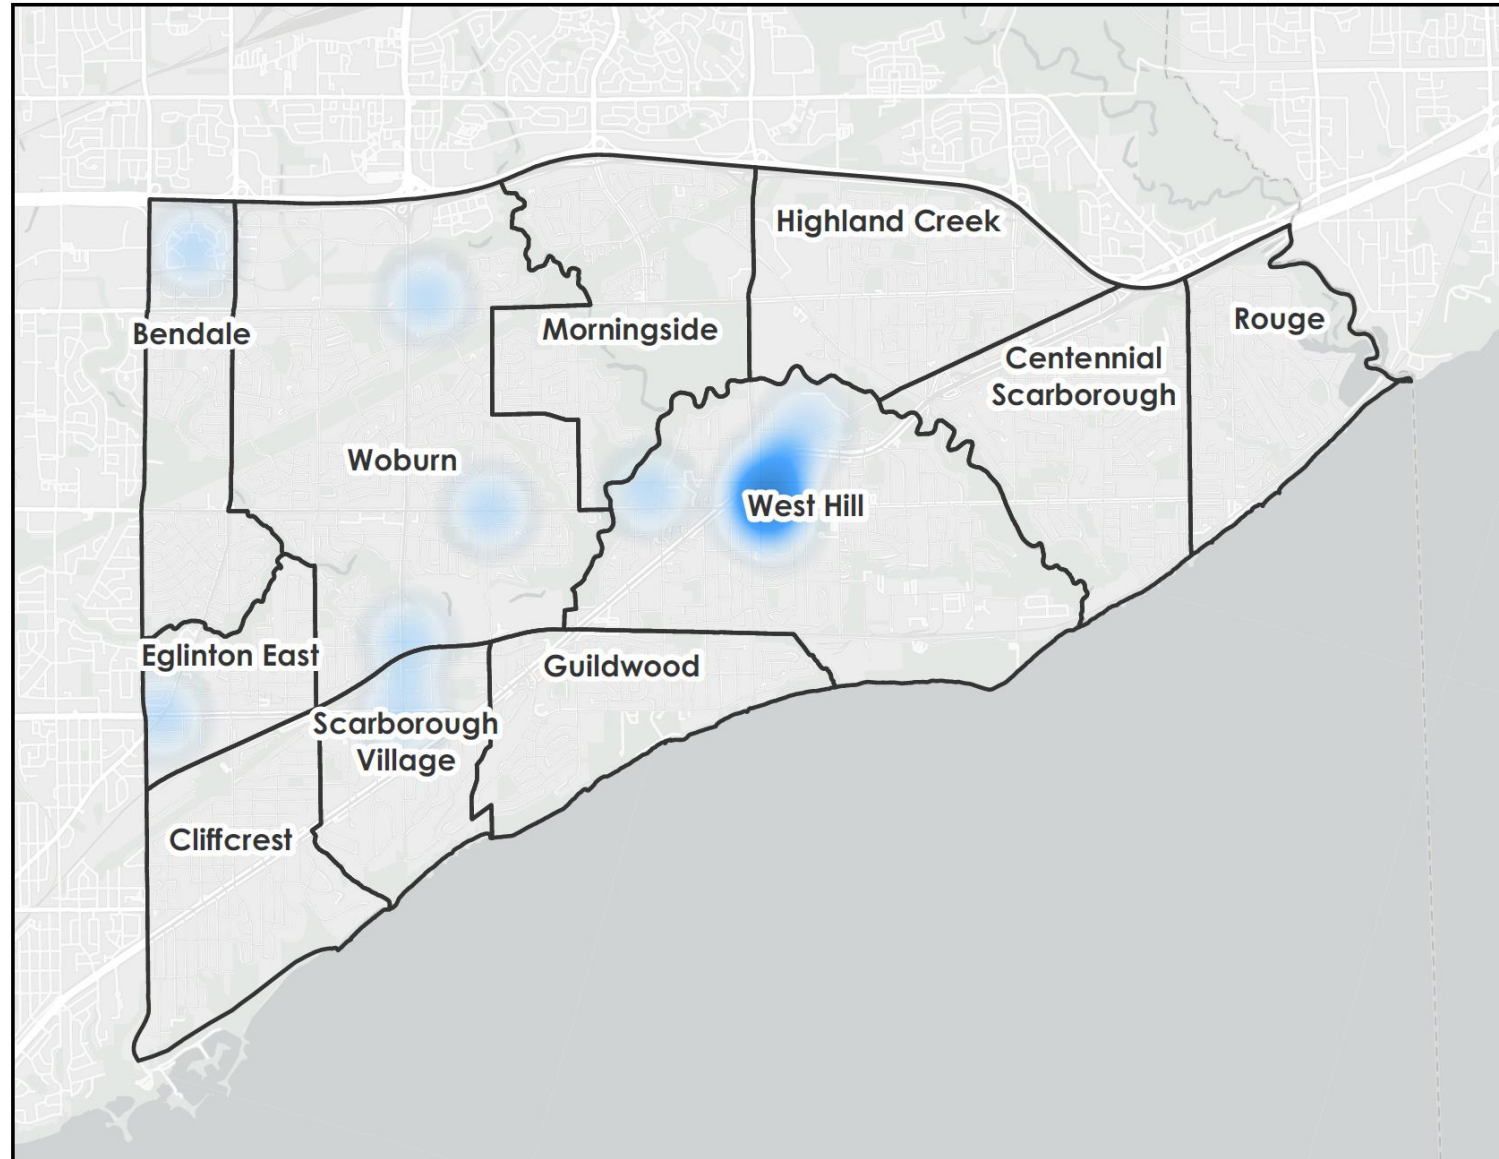 Highland Creek
Bendale
Morningside
Rouge
Centennial
Scarborough
Woburn
West Hill
Eglinton East
Guildwood
Scarborough
Village
Cliffcrest